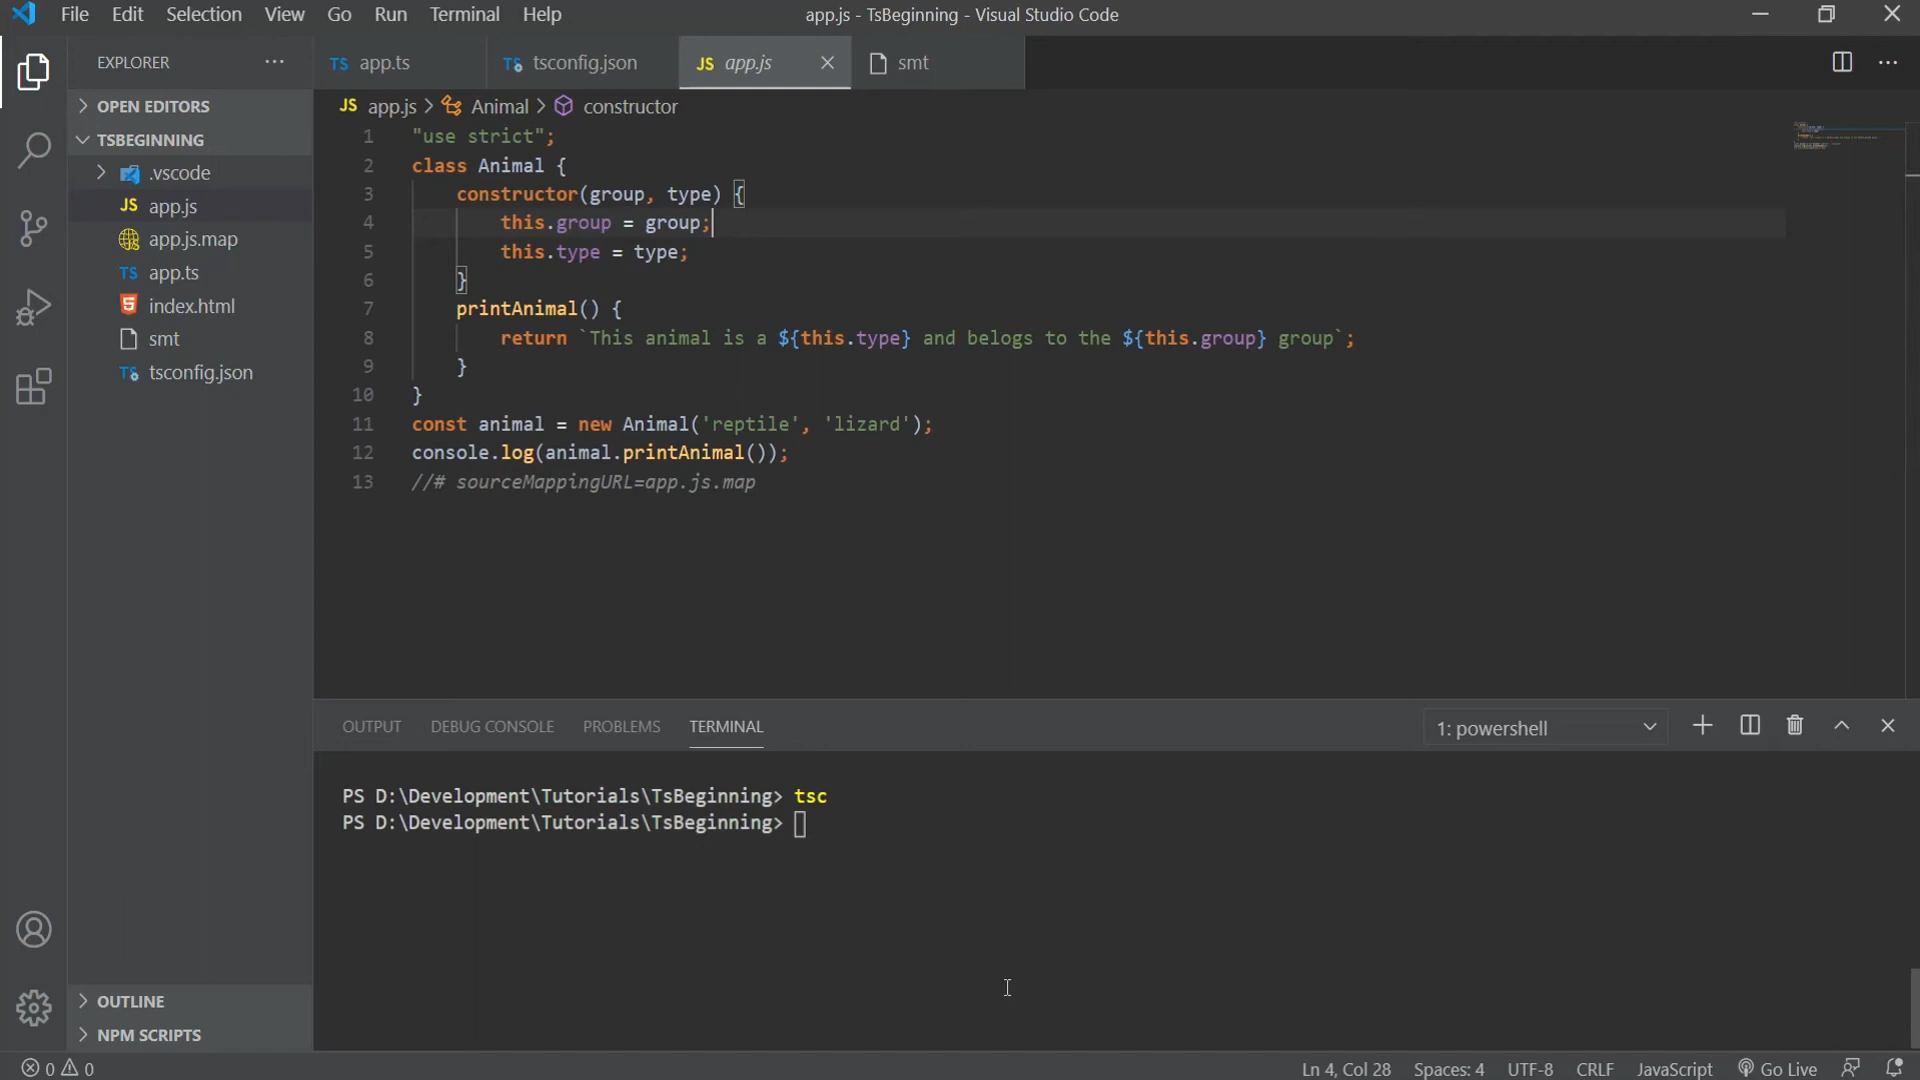 File Edit Selection View Go Run Terminal Help app.js - TsBeginning - Visual Studio Code
EXPLORER ···
TS app.ts TS tsconfig.json JS app.js smt
OPEN EDITORS
JS app.js > Animal > constructor
TSBEGINNING
.vscode
JS app.js
app.js.map
TS app.ts
index.html
smt
TS tsconfig.json
OUTLINE
NPM SCRIPTS
1 "use strict";
2 class Animal {
3 constructor(group, type) {
4 this.group = group;
5 this.type = type;
6 }
7 printAnimal() {
8 return `This animal is a ${this.type} and belogs to the ${this.group} group`;
9 }
10 }
11 const animal = new Animal('reptile', 'lizard');
12 console.log(animal.printAnimal());
13 //# sourceMappingURL=app.js.map
OUTPUT DEBUG CONSOLE PROBLEMS TERMINAL 1: powershell
PS D:\Development\Tutorials\TsBeginning> tsc
PS D:\Development\Tutorials\TsBeginning>
0 0 Ln 4, Col 28 Spaces: 4 UTF-8 CRLF JavaScript Go Live